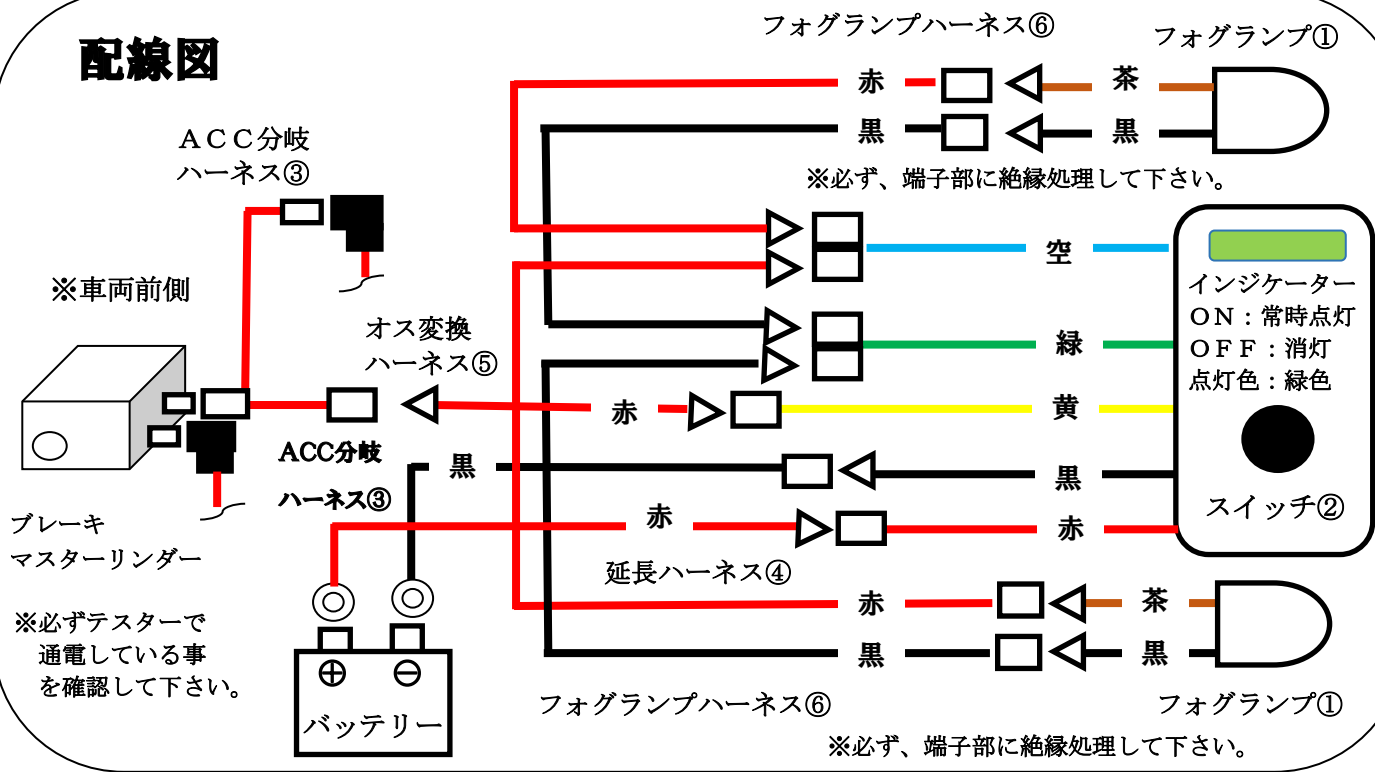 配線図
フォグランプハーネス⑥
フォグランプ①
赤
茶
黒
黒
※必ず、端子部に絶縁処理して下さい。
ACC分岐
ハーネス③
※車両前側
空
インジケーター
ON:常時点灯
OFF:消灯
点灯色:緑色
オス変換
ハーネス⑤
緑
赤
黄
ACC分岐
ハーネス③
黒
黒
スイッチ②
ブレーキ
マスターリンダー
赤
赤
延長ハーネス④
※必ずテスターで
通電している事
を確認して下さい。
赤
茶
黒
黒
バッテリー
フォグランプハーネス⑥
フォグランプ①
※必ず、端子部に絶縁処理して下さい。